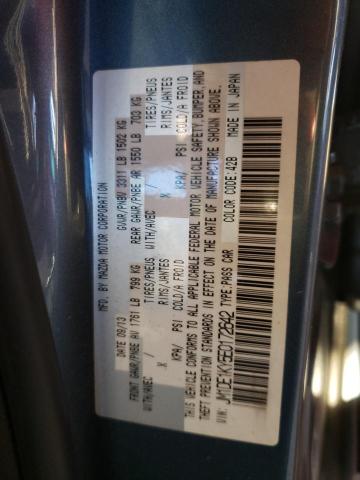 MFD. BY MAZDA MOTOR CORPORATION
DATE 09/13 GVWR/PNBV 3311 LB 1502 KG
FRONT GAWR/PNBE AV 1761 LB 799 KG REAR GAWR/PNBE AR 1550 LB 703 KG
WITH/AVEC TIRES/PNEUS WITH/AVEC TIRES/PNEUS
/ X RIMS/JANTES / X RIMS/JANTES
KPA/ PSI COLD/A FROID KPA/ PSI COLD/A FROID
THIS VEHICLE CONFORMS TO ALL APPLICABLE FEDERAL MOTOR VEHICLE SAFETY, BUMPER, AND
THEFT PREVENTION STANDARDS IN EFFECT ON THE DATE OF MANUFACTURE SHOWN ABOVE.
VIN: TYPE: PASS CAR COLOR CODE: 42B MADE IN JAPAN